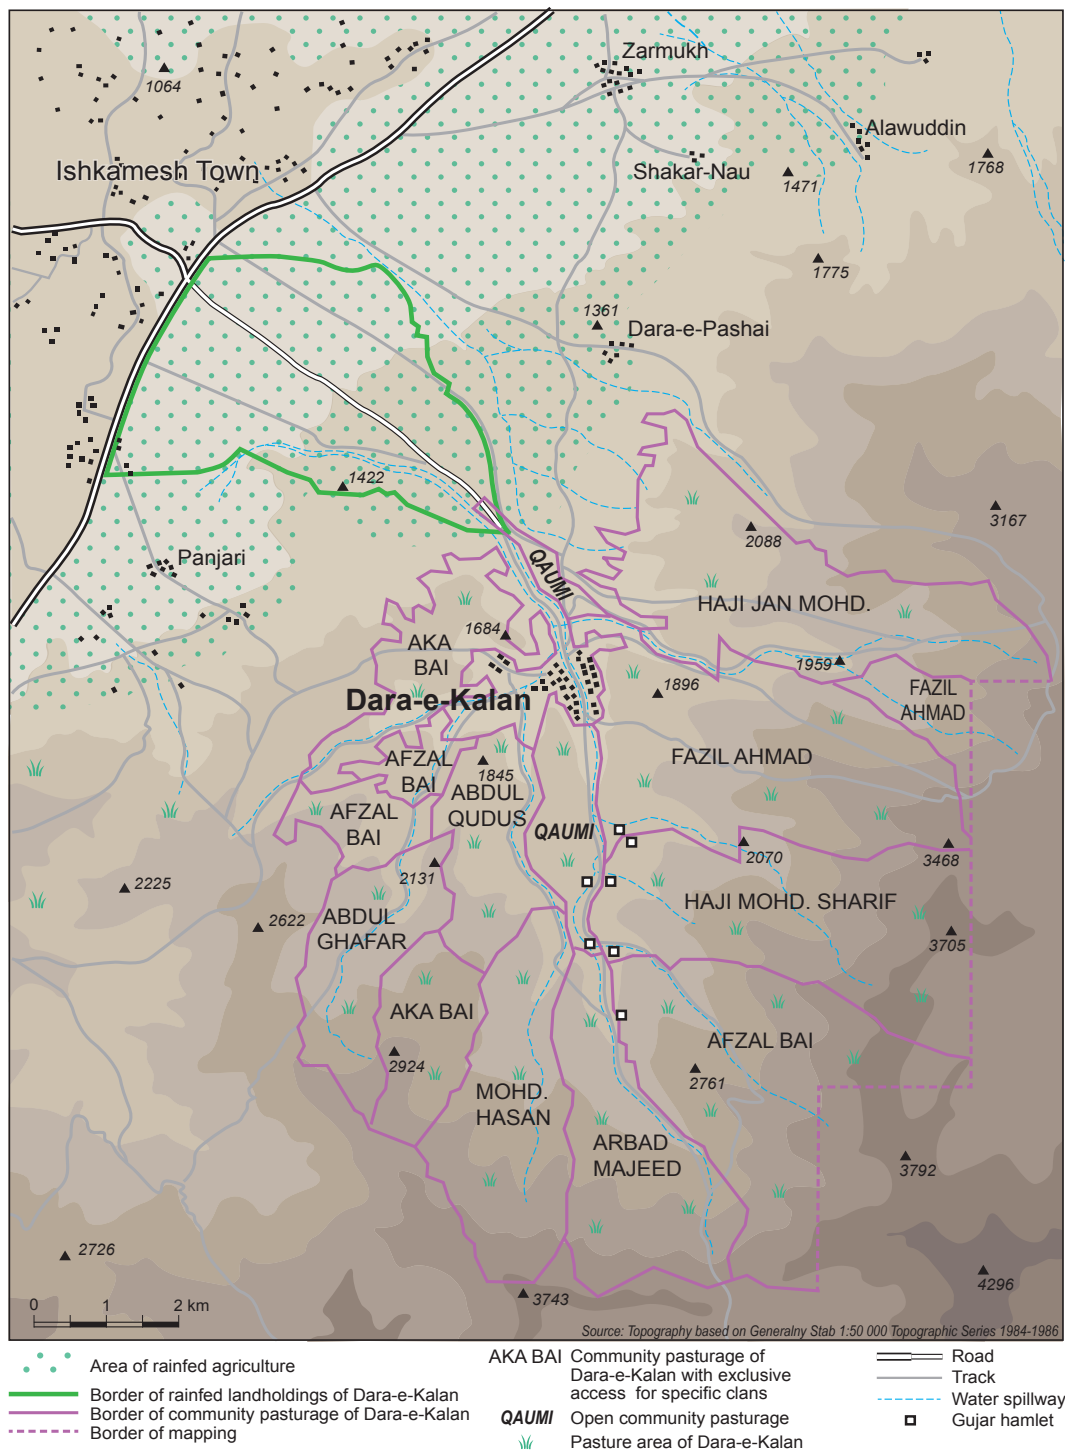 Zarmukh
1064
Alawuddin
Ishkamesh Town
Shakar-Nau
1768
1471
1775
1361
Dara-e-Pashai
1422
3167
2088
Panjari
QAUMI
HAJI JAN MOHD.
1684
AKA
BAI
1959
FAZIL
AHMAD
1896
Dara-e-Kalan
AFZAL
BAI
1845
FAZIL AHMAD
ABDUL
QUDUS
AFZAL
BAI
QAUMI
2070
3468
2131
2225
HAJI MOHD. SHARIF
2622
ABDUL
GHAFAR
3705
AKA BAI
AFZAL BAI
2924
2761
MOHD.
HASAN
ARBAD
MAJEED
3792
2726
4296
3743
0 1 2 km
Source: Topography based on Generalny Stab 1:50 000 Topographic Series 1984-1986
Area of rainfed agriculture
Border of rainfed landholdings of Dara-e-Kalan
Border of community pasturage of Dara-e-Kalan
Border of mapping
AKA BAI Community pasturage of
Dara-e-Kalan with exclusive
access for specific clans
QAUMI Open community pasturage
Pasture area of Dara-e-Kalan
Road
Track
Water spillway
Gujar hamlet